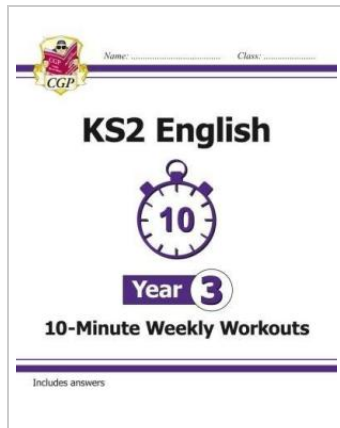 Name: ........................ Class: ................
CGP
KS2 English
10
Year 3
10-Minute Weekly Workouts
Includes answers